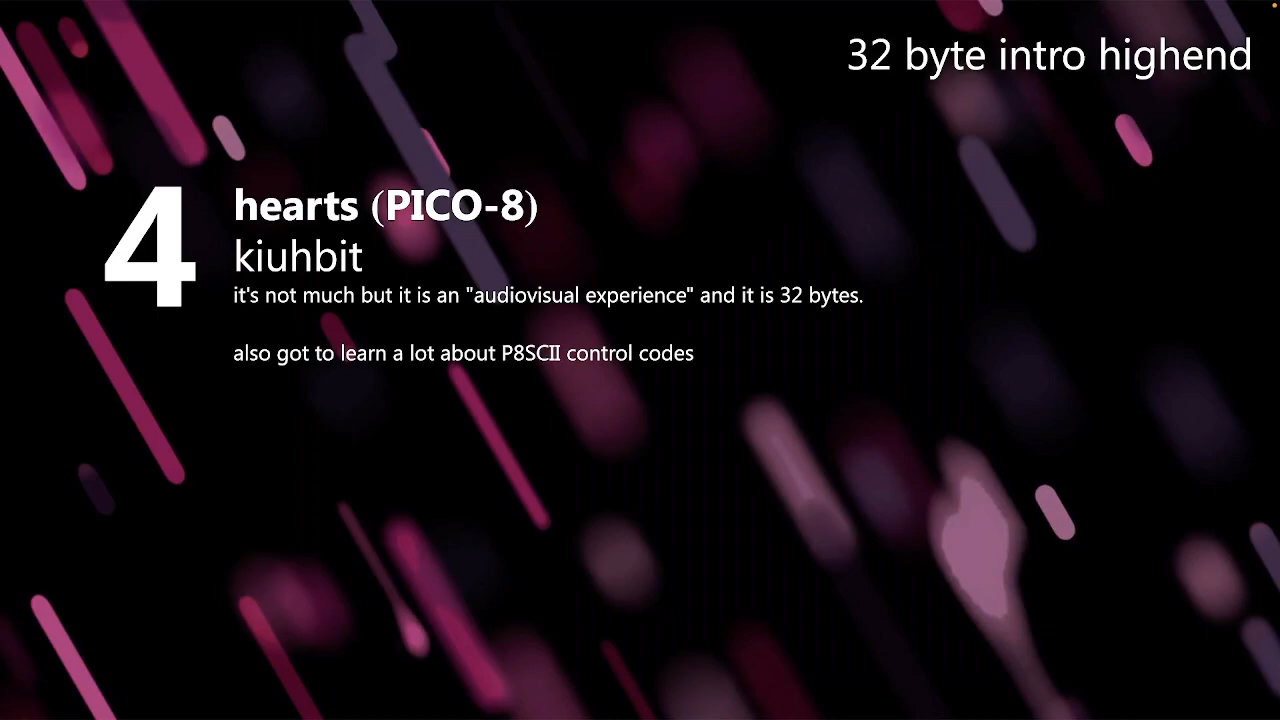 32 byte intro highend
4
hearts (PICO-8)
kiuhbit
it's not much but it is an "audiovisual experience" and it is 32 bytes.
also got to learn a lot about P8SCII control codes